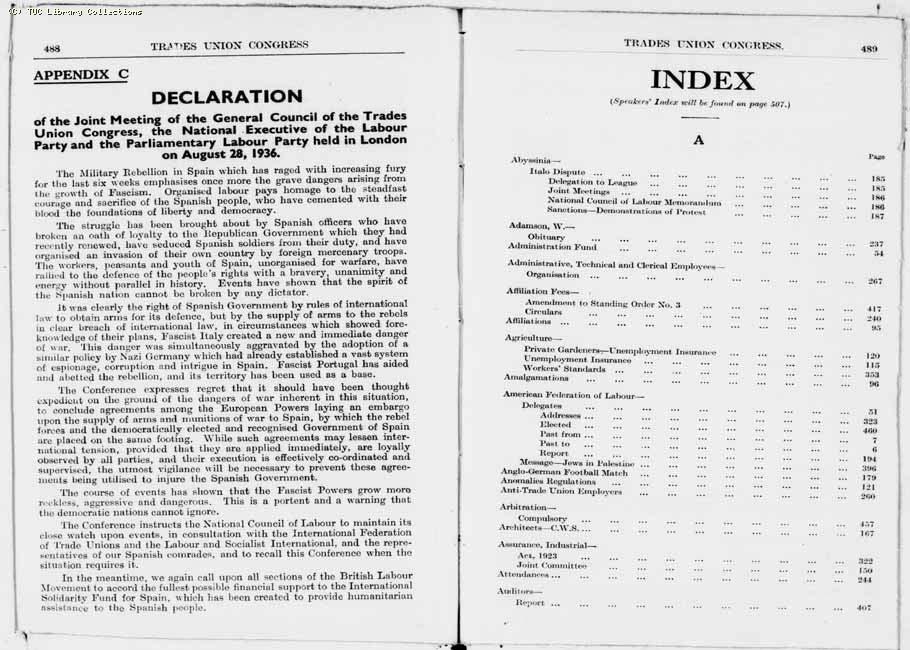 (C) TUC Library Collections
488 TRADES UNION CONGRESS
APPENDIX C
DECLARATION
of the Joint Meeting of the General Council of the Trades
Union Congress, the National Executive of the Labour
Party and the Parliamentary Labour Party held in London
on August 28, 1936.
The Military Rebellion in Spain which has raged with increasing fury
for the last six weeks emphasises once more the grave dangers arising from
the growth of Fascism. Organised labour pays homage to the steadfast
courage and sacrifice of the Spanish people, who have cemented with their
blood the foundations of liberty and democracy.
The struggle has been brought about by Spanish officers who have
broken an oath of loyalty to the Republican Government which they had
recently renewed, have seduced Spanish soldiers from their duty, and have
organised an invasion of their own country by foreign mercenary troops.
The workers, peasants and youth of Spain, unorganised for warfare, have
rallied to the defence of the people's rights with a bravery, unanimity and
energy without parallel in history. Events have shown that the spirit of
the Spanish nation cannot be broken by any dictator.
It was clearly the right of Spanish Government by rules of international
law to obtain arms for its defence, but by the supply of arms to the rebels
in clear breach of international law, in circumstances which showed fore-
knowledge of their plans, Fascist Italy created a new and immediate danger
of war. This danger was simultaneously aggravated by the adoption of a
similar policy by Nazi Germany which had already established a vast system
of espionage, corruption and intrigue in Spain. Fascist Portugal has aided
and abetted the rebellion, and its territory has been used as a base.
The Conference expresses regret that it should have been thought
expedient on the ground of the dangers of war inherent in this situation,
to conclude agreements among the European Powers laying an embargo
upon the supply of arms and munitions of war to Spain, by which the rebel
forces and the democratically elected and recognised Government of Spain
are placed on the same footing. While such agreements may lessen inter-
national tension, provided that they are applied immediately, are loyally
observed by all parties, and their execution is effectively co-ordinated and
supervised, the utmost vigilance will be necessary to prevent these agree-
ments being utilised to injure the Spanish Government.
The course of events has shown that the Fascist Powers grow more
reckless, aggressive and dangerous. This is a portent and a warning that
the democratic nations cannot ignore.
The Conference instructs the National Council of Labour to maintain its
close watch upon events, in consultation with the International Federation
of Trade Unions and the Labour and Socialist International, and the repre-
sentatives of our Spanish comrades, and to recall this Conference when the
situation requires it.
In the meantime, we again call upon all sections of the British Labour
Movement to accord the fullest possible financial support to the International
Solidarity Fund for Spain, which has been created to provide humanitarian
assistance to the Spanish people.
TRADES UNION CONGRESS. 489
INDEX
(Speakers' Index will be found on page 507.)
A
Page
Abyssinia—
Italo Dispute ... 185
Delegation to League ... 185
Joint Meetings ... 186
National Council of Labour Memorandum ... 186
Sanctions—Demonstrations of Protest ... 187
Adamson, W.—
Obituary ... 237
Administration Fund ... 54
Administrative, Technical and Clerical Employees—
Organisation ... 267
Affiliation Fees—
Amendment to Standing Order No. 3 ... 417
Circulars ... 240
Affiliations ... 95
Agriculture—
Private Gardeners—Unemployment Insurance ... 120
Unemployment Insurance ... 115
Workers' Standards ... 353
Amalgamations ... 96
American Federation of Labour—
Delegates ... 51
Addresses ... 323
Elected ... 460
Past from ... 7
Past to ... 6
Report ... 194
Message—Jews in Palestine ... 396
Anglo-German Football Match ... 179
Anomalies Regulations ... 121
Anti-Trade Union Employers ... 260
Arbitration—
Compulsory ... 457
Architects—C.W.S. ... 167
Assurance, Industrial—
Act, 1923 ... 322
Joint Committee ... 150
Attendances ... 244
Auditors—
Report ... 407